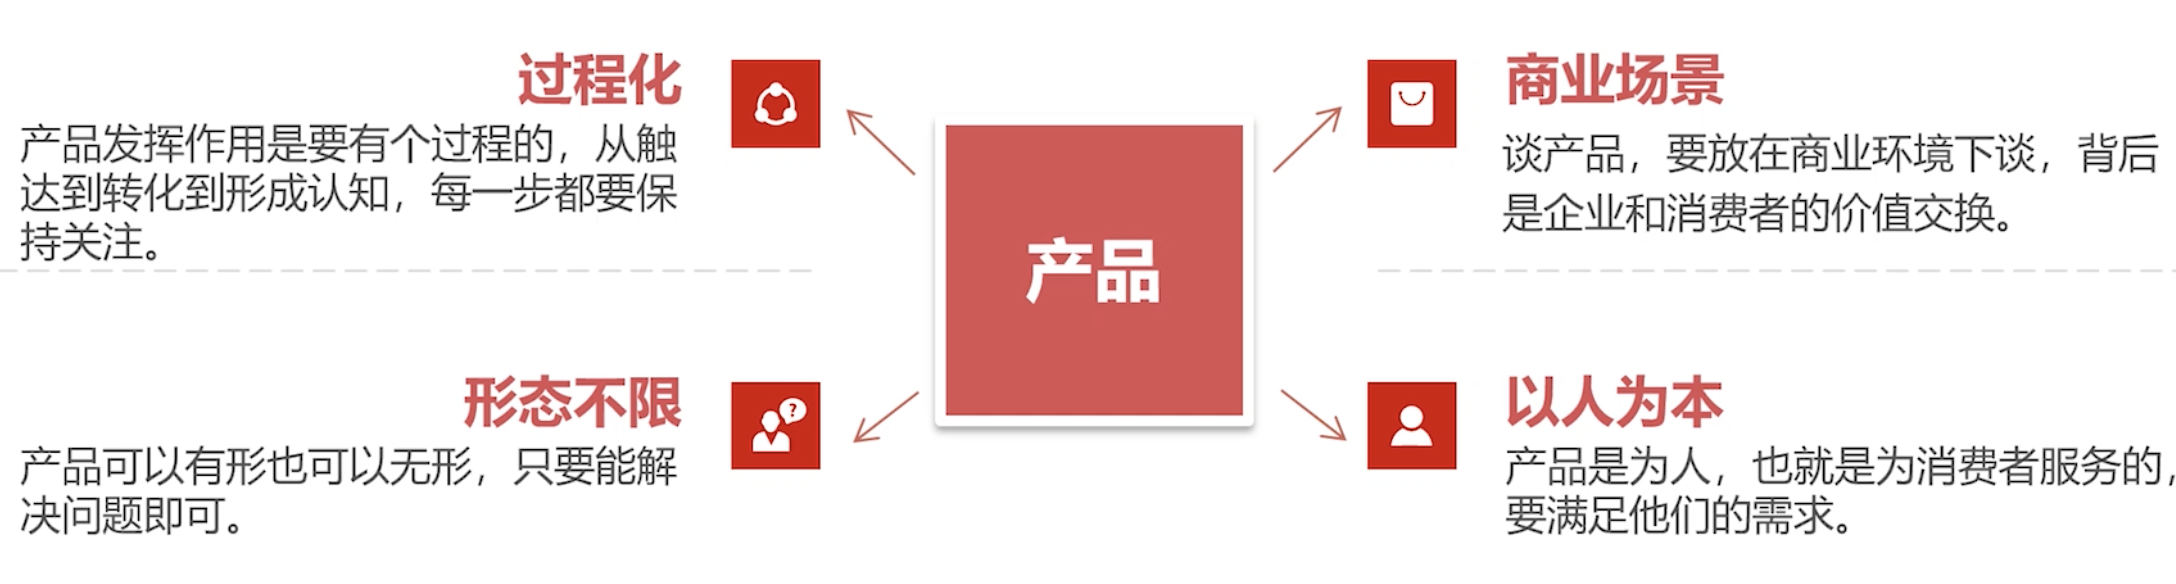 过程化
产品发挥作用是要有个过程的，从触
达到转化到形成认知，每一步都要保
持关注。
形态不限
产品可以有形也可以无形，只要能解
决问题即可。
产品
商业场景
谈产品，要放在商业环境下谈，背后
是企业和消费者的价值交换。
以人为本
产品是为人，也就是为消费者服务的，
要满足他们的需求。
?